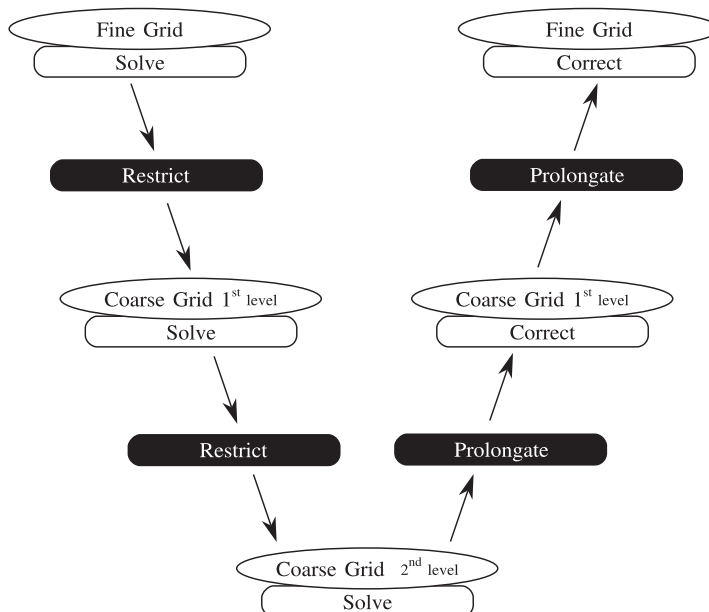 Fine Grid
Solve
Restrict
Coarse Grid 1st level
Solve
Restrict
Coarse Grid 2nd level
Solve
Prolongate
Coarse Grid 1st level
Correct
Prolongate
Fine Grid
Correct